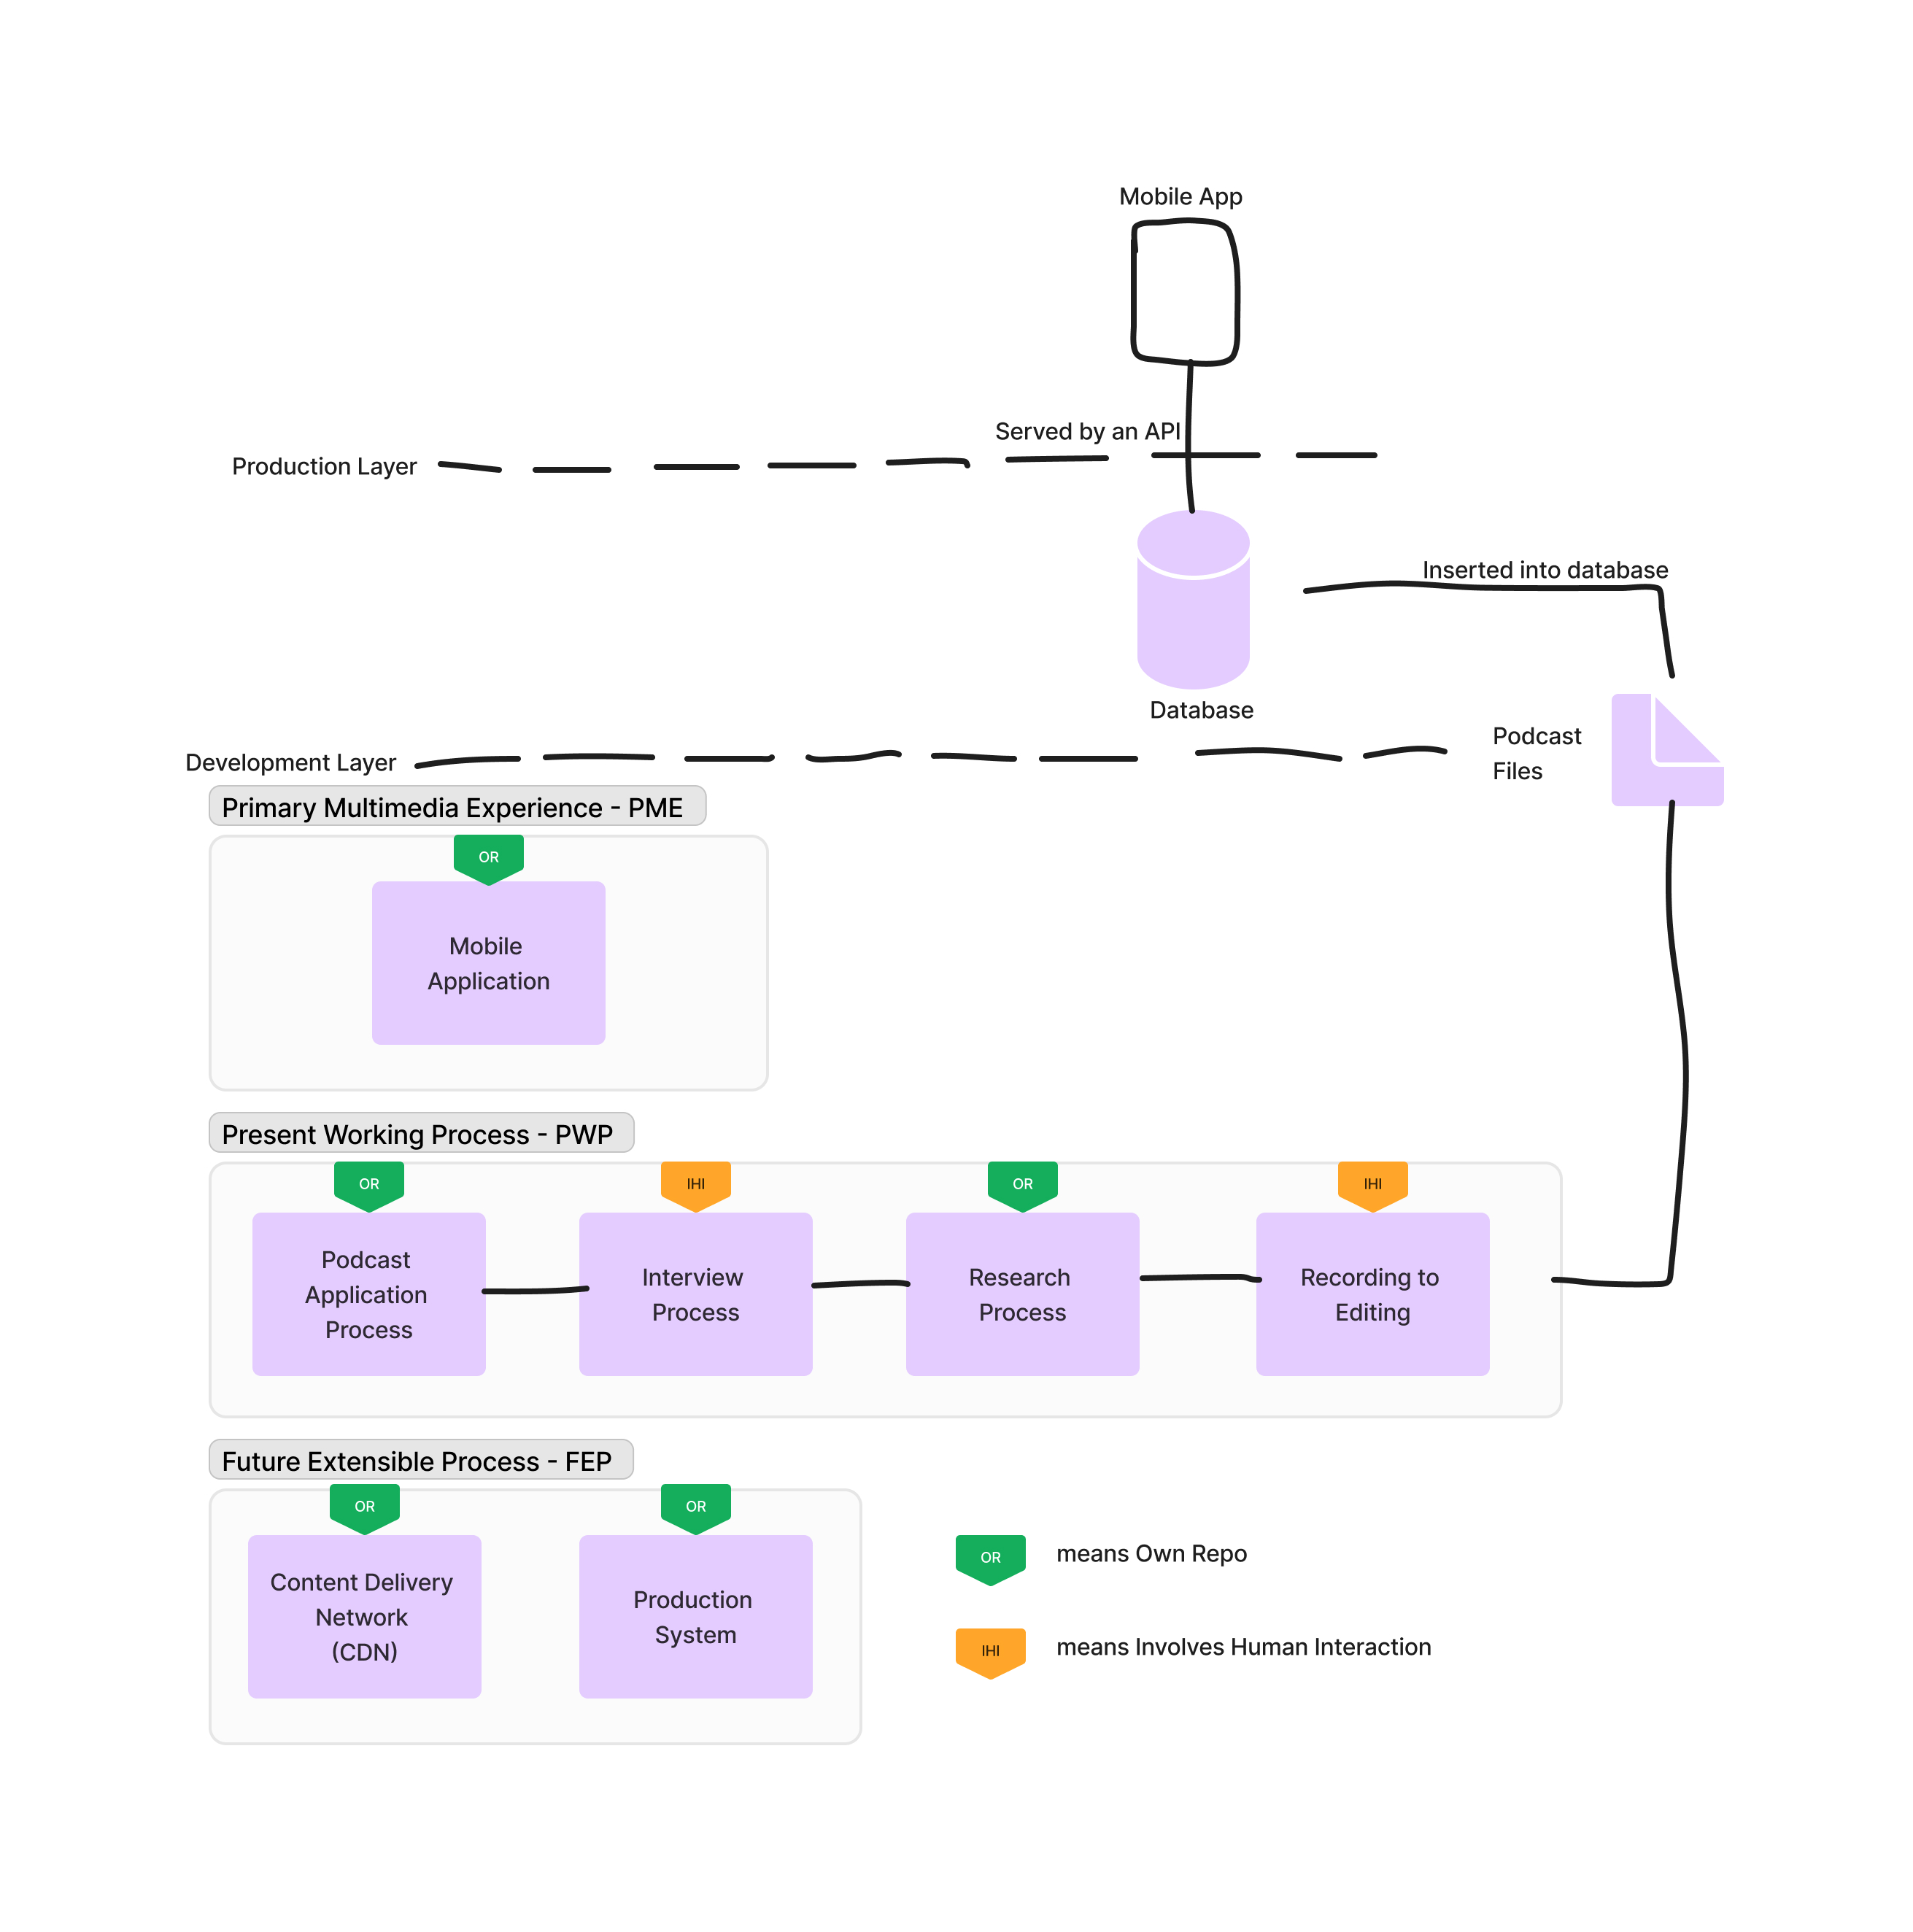 Mobile App
Served by an API
Production Layer
Inserted into database
Database
Podcast
Files
Development Layer
Primary Multimedia Experience - PME
OR
Mobile
Application
Present Working Process - PWP
OR
Podcast
Application
Process
IHI
Interview
Process
OR
Research
Process
IHI
Recording to
Editing
Future Extensible Process - FEP
OR
Content Delivery
Network
(CDN)
OR
Production
System
OR
means Own Repo
IHI
means Involves Human Interaction